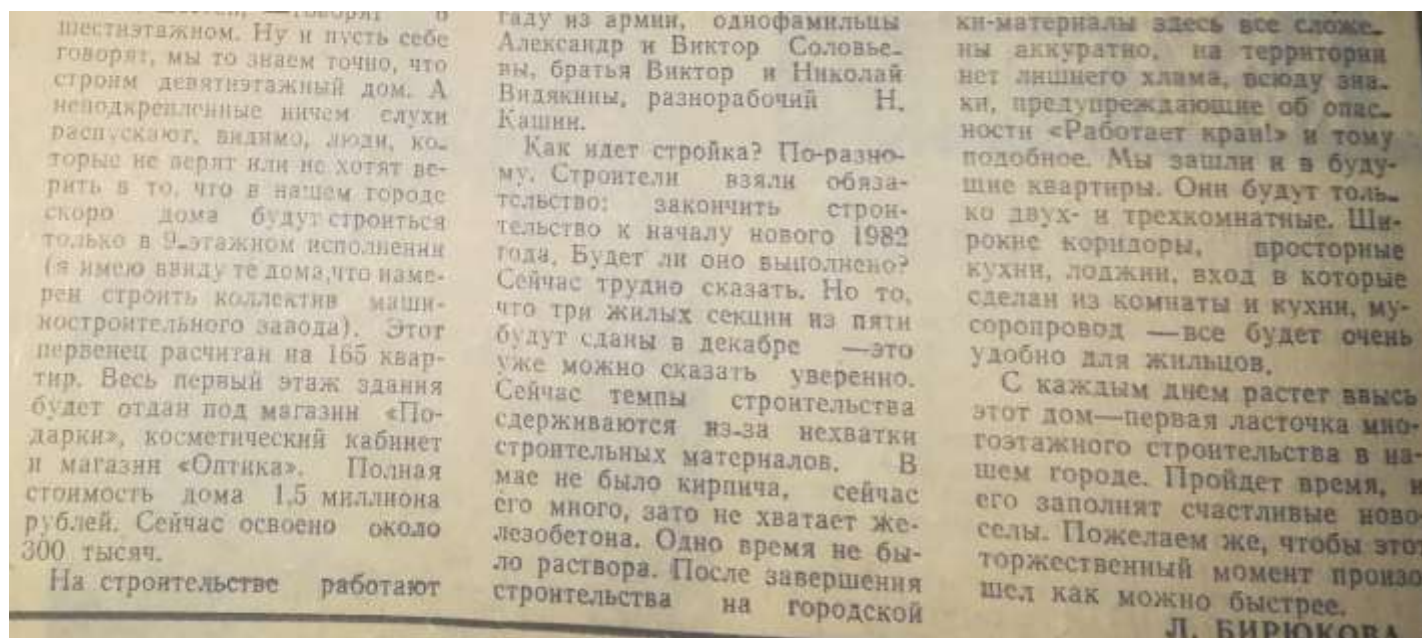 говорят о
шестиэтажном. Ну и пусть себе
говорят, мы то знаем точно, что
строим девятиэтажный дом. А
неподкрепленные ничем слухи
распускают, видимо, люди, ко-
торые не верят или не хотят ве-
рить в то, что в нашем городе
скоро дома будут строиться
только в 9-этажном исполнении
(я имею ввиду те дома,что наме-
рен строить коллектив маши-
ностроительного завода). Этот
первенец расчитан на 165 квар-
тир. Весь первый этаж здания
будет отдан под магазин «По-
дарки», косметический кабинет
и магазин «Оптика». Полная
стоимость дома 1,5 миллиона
рублей. Сейчас освоено около
300 тысяч.
На строительстве работают
гаду из армии, однофамильцы
Александр и Виктор Соловье-
вы, братья Виктор и Николай
Видякины, разнорабочий Н.
Кашин.
Как идет стройка? По-разно-
му. Строители взяли обяза-
тельство: закончить строи-
тельство к началу нового 1982
года. Будет ли оно выполнено?
Сейчас трудно сказать. Но то,
что три жилых секции из пяти
будут сданы в декабре —это
уже можно сказать уверенно.
Сейчас темпы строительства
сдерживаются из-за нехватки
строительных материалов. В
мае не было кирпича, сейчас
его много, зато не хватает же-
лезобетона. Одно время не бы-
ло раствора. После завершения
строительства на городской
ки-материалы здесь все сложе-
ны аккуратно, на территории
нет лишнего хлама, всюду зна-
ки, предупреждающие об опас-
ности «Работает кран!» и тому
подобное. Мы зашли и в буду-
щие квартиры. Они будут толь-
ко двух- и трехкомнатные. Ши-
рокие коридоры, просторные
кухни, лоджии, вход в которые
сделан из комнаты и кухни, му-
соропровод —все будет очень
удобно для жильцов.
С каждым днем растет ввысь
этот дом—первая ласточка мно-
гоэтажного строительства в на-
шем городе. Пройдет время, и
его заполнят счастливые ново-
селы. Пожелаем же, чтобы этот
торжественный момент произо
шел как можно быстрее.
Л. БИРЮКОВА